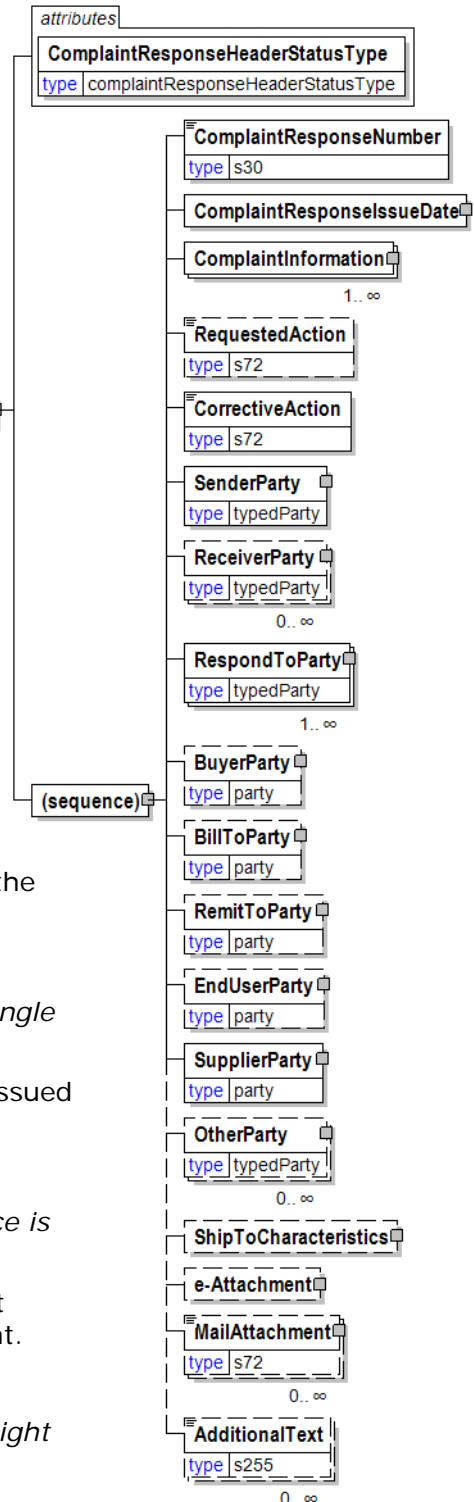 attributes
ComplaintResponseHeaderStatusType
type complaintResponseHeaderStatusType
ComplaintResponseNumber
type s30
ComplaintResponseIssueDate
ComplaintInformation
1.. ∞
RequestedAction
type s72
CorrectiveAction
type s72
SenderParty
type typedParty
ReceiverParty
type typedParty
0.. ∞
RespondToParty
type typedParty
1.. ∞
(sequence)
BuyerParty
type party
BillToParty
type party
RemitToParty
type party
EndUserParty
type party
SupplierParty
type party
OtherParty
type typedParty
0.. ∞
ShipToCharacteristics
e-Attachment
MailAttachment
type s72
0.. ∞
AdditionalText
type s255
0.. ∞